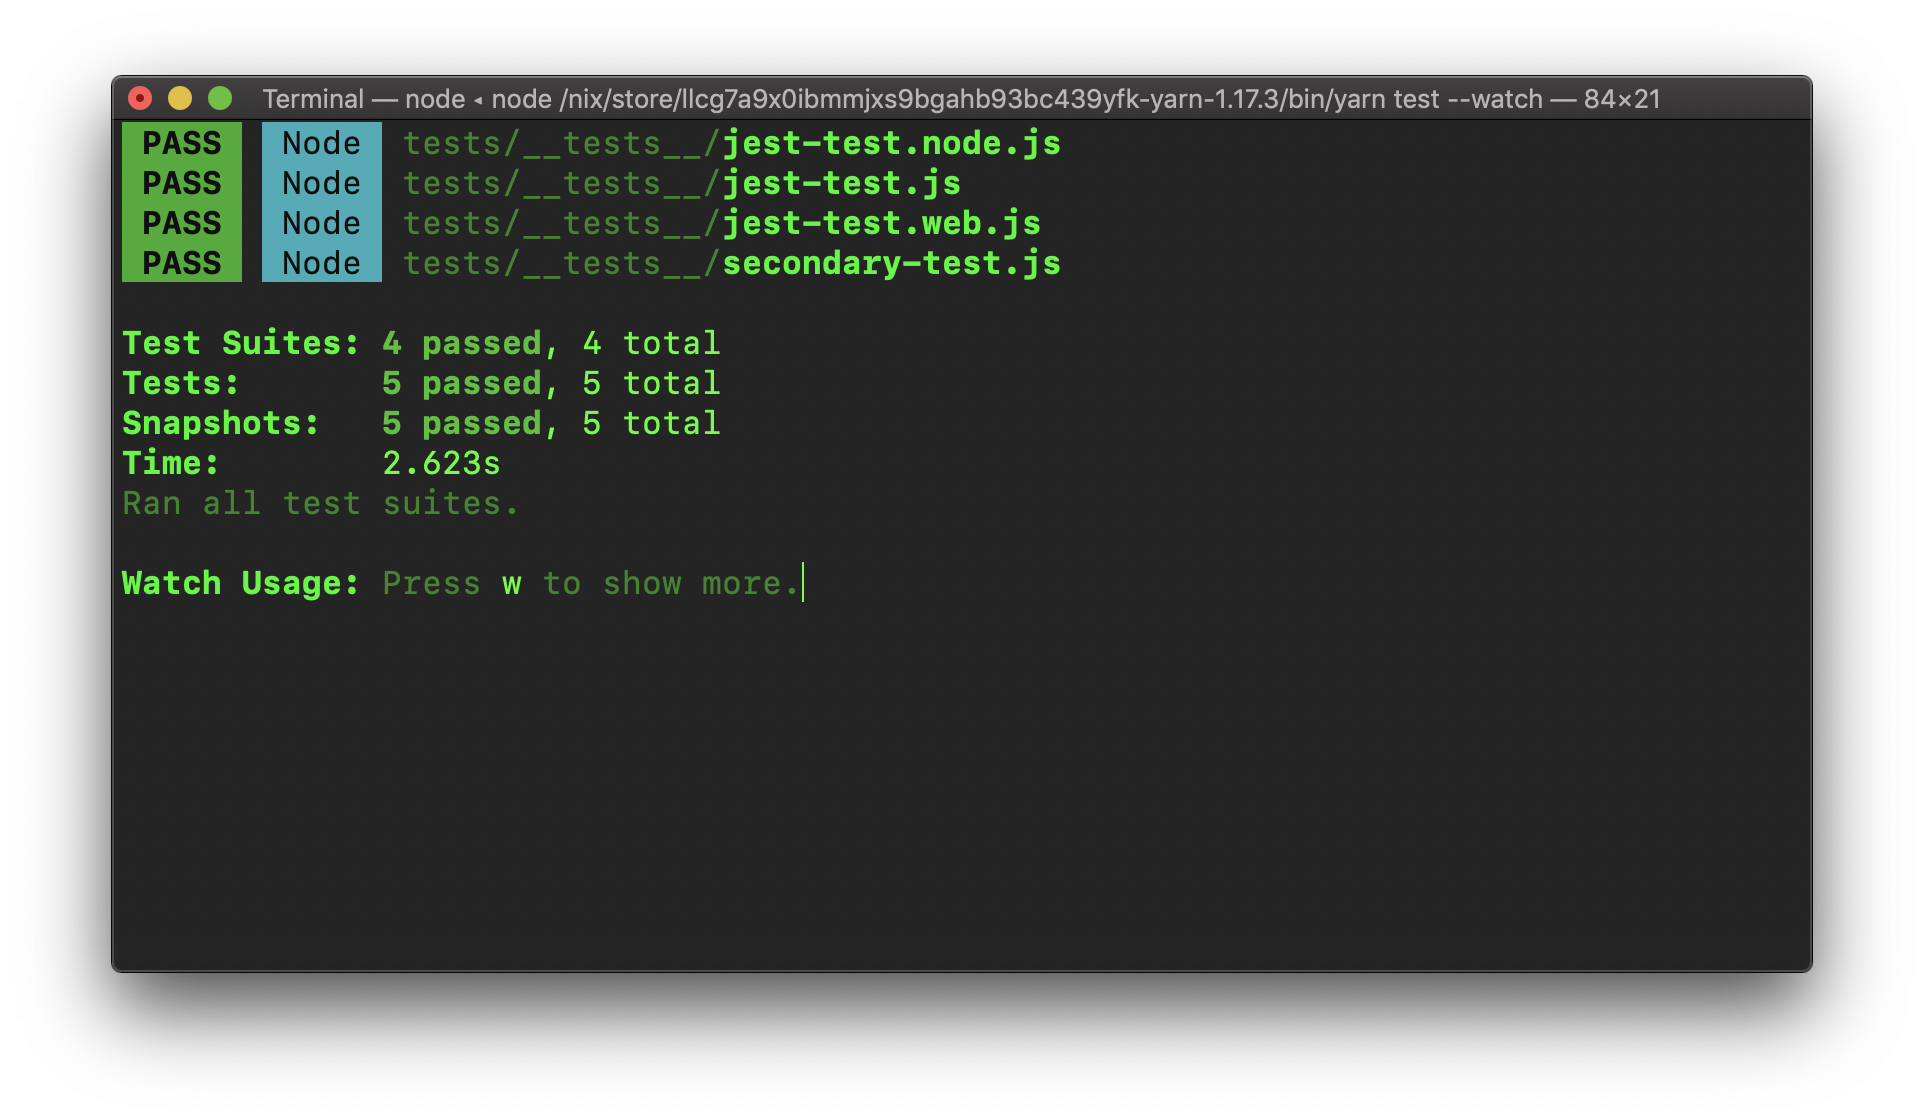 Terminal — node ◂ node /nix/store/llcg7a9x0ibmmjxs9bgahb93bc439yfk-yarn-1.17.3/bin/yarn test --watch — 84×21
PASS Node tests/__tests__/jest-test.node.js
PASS Node tests/__tests__/jest-test.js
PASS Node tests/__tests__/jest-test.web.js
PASS Node tests/__tests__/secondary-test.js
Test Suites: 4 passed, 4 total
Tests: 5 passed, 5 total
Snapshots: 5 passed, 5 total
Time: 2.623s
Ran all test suites.
Watch Usage: Press w to show more.